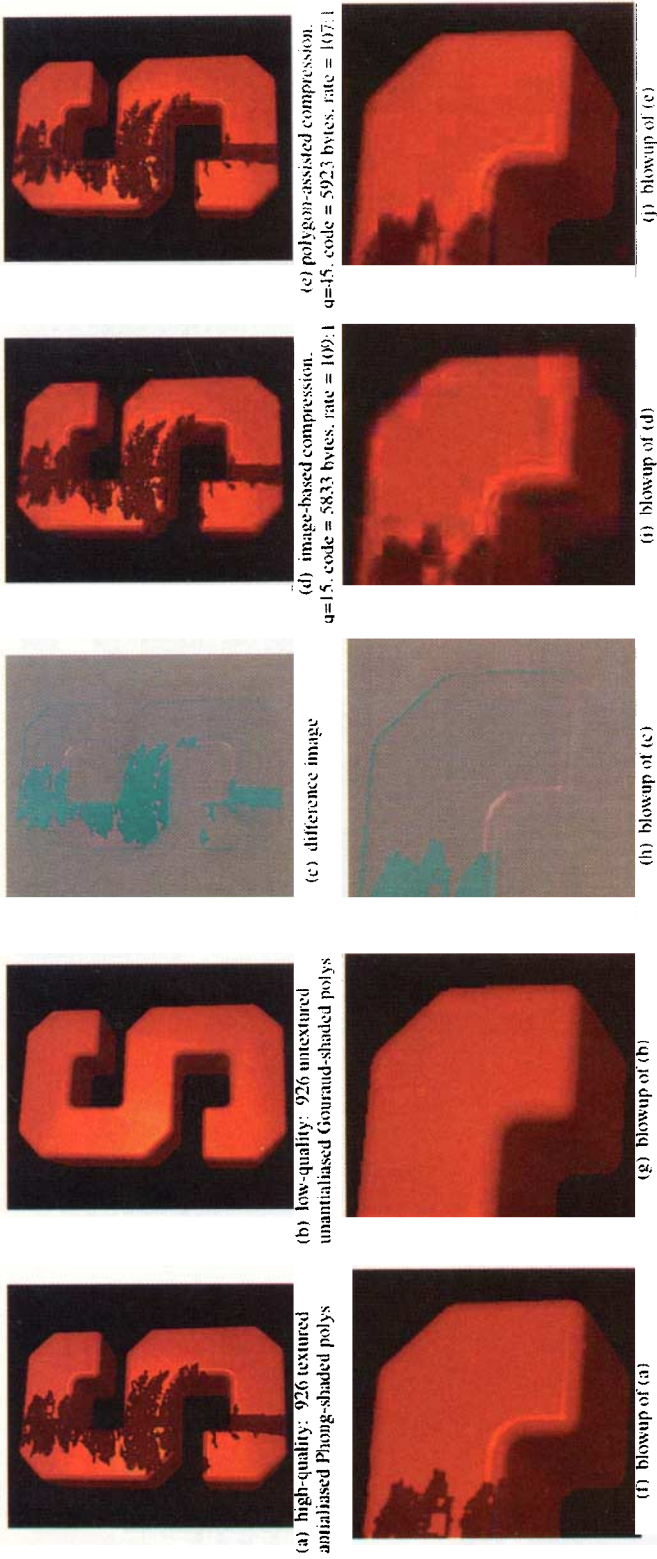 (a) high-quality: 926 textured
antialiased Phong-shaded polys
(b) low-quality: 926 untextured
unantialiased Gouraud-shaded polys
(c) difference image
(d) image-based compression.
q=15. code = 5833 bytes. rate = 109:1
(e) polygon-assisted compression.
q=45. code = 5923 bytes. rate = 107:1
(f) blowup of (a)
(g) blowup of (b)
(h) blowup of (c)
(i) blowup of (d)
(j) blowup of (e)